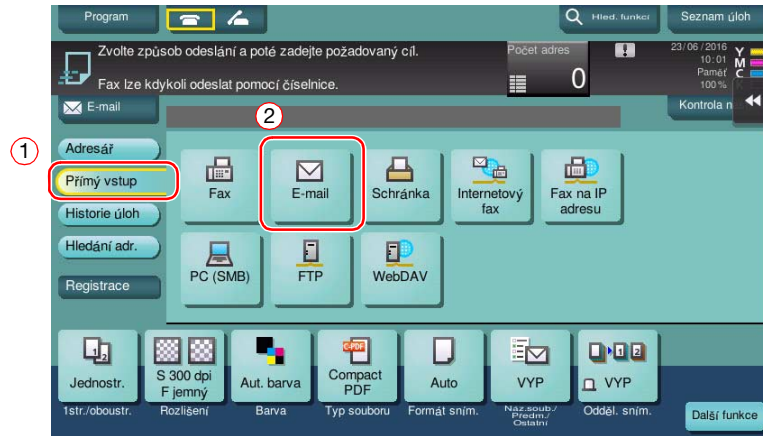 Program
Hled. funkcí
Seznam úloh
Zvolte způsob odeslání a poté zadejte požadovaný cíl.
Fax lze kdykoli odeslat pomocí číselnice.
Počet adres
0
23/06/2016
10:01
Paměť
100 %
Y
M
C
K
E-mail
Kontrola n
1
2
Adresář
Přímý vstup
Historie úloh
Hledání adr.
Registrace
Fax
E-mail
Schránka
Internetový
fax
Fax na IP
adresu
PC (SMB)
FTP
WebDAV
Jednostr.
S 300 dpi
F jemný
Aut. barva
C-PDF
Compact
PDF
Auto
VYP
VYP
1str./oboustr.
Rozlišení
Barva
Typ souboru
Formát sním.
Náz.soub./
Předm./
Ostatní
Odděl. sním.
Další funkce